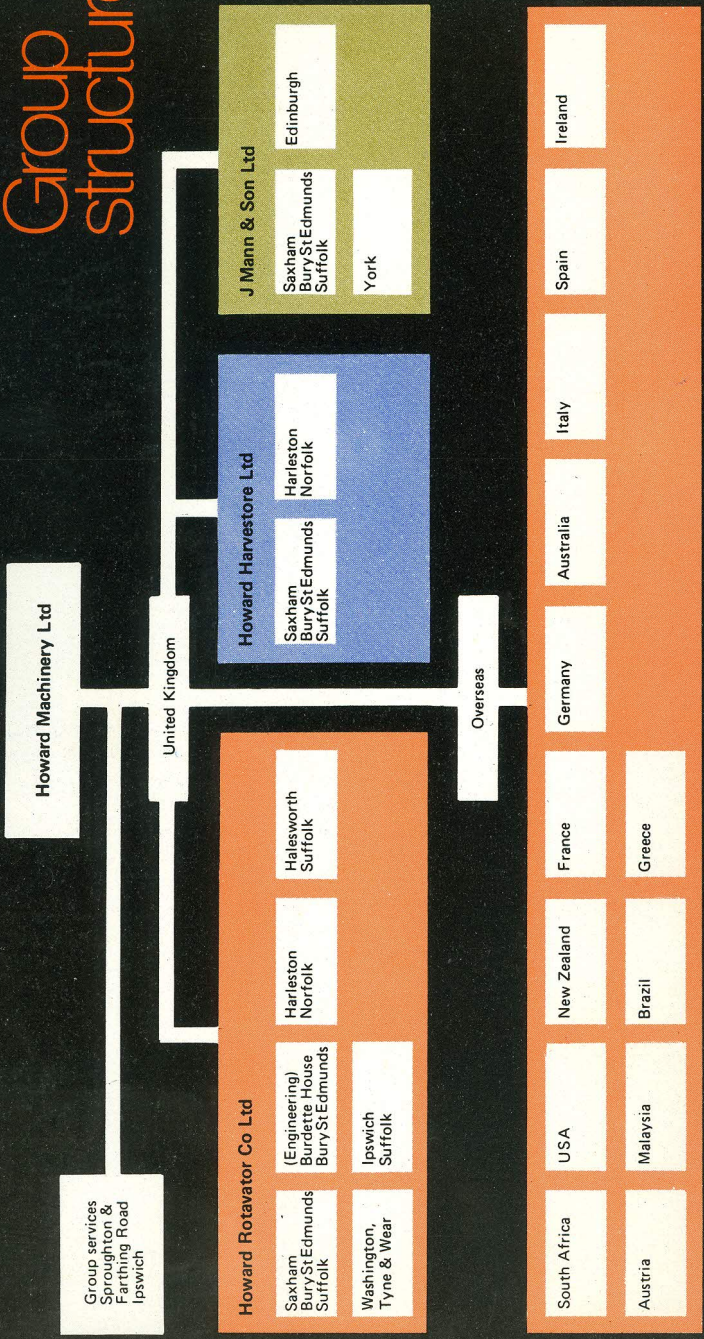 Group
structure
Howard Machinery Ltd
Group services
Sproughton &
Farthing Road
Ipswich
United Kingdom
Howard Rotavator Co Ltd
Saxham
Bury St Edmunds
Suffolk
(Engineering)
Burdette House
Bury St Edmunds
Harleston
Norfolk
Halesworth
Suffolk
Washington,
Tyne & Wear
Ipswich
Suffolk
Howard Harvestore Ltd
Saxham
Bury St Edmunds
Suffolk
Harleston
Norfolk
J Mann & Son Ltd
Saxham
Bury St Edmunds
Suffolk
Edinburgh
York
Overseas
South Africa
USA
New Zealand
France
Germany
Australia
Italy
Spain
Ireland
Austria
Malaysia
Brazil
Greece